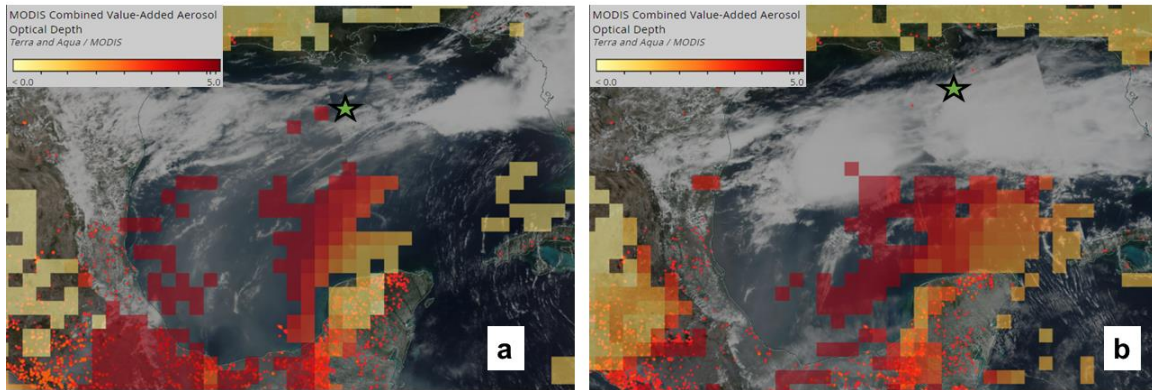 MODIS Combined Value-Added Aerosol
Optical Depth
Terra and Aqua / MODIS
< 0.0 5.0
a
MODIS Combined Value-Added Aerosol
Optical Depth
Terra and Aqua / MODIS
< 0.0 5.0
b